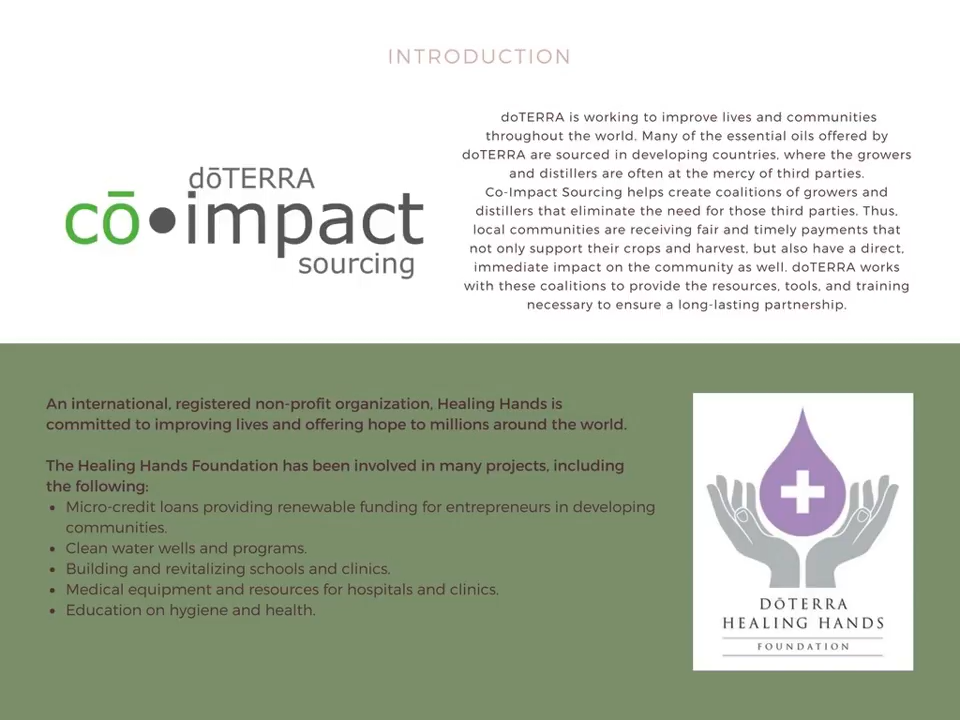 INTRODUCTION
dōTERRA
cō•impact
sourcing
doTERRA is working to improve lives and communities
throughout the world. Many of the essential oils offered by
doTERRA are sourced in developing countries, where the growers
and distillers are often at the mercy of third parties.
Co-Impact Sourcing helps create coalitions of growers and
distillers that eliminate the need for those third parties. Thus,
local communities are receiving fair and timely payments that
not only support their crops and harvest, but also have a direct,
immediate impact on the community as well. doTERRA works
with these coalitions to provide the resources, tools, and training
necessary to ensure a long-lasting partnership.
An international, registered non-profit organization, Healing Hands is
committed to improving lives and offering hope to millions around the world.
The Healing Hands Foundation has been involved in many projects, including
the following:
• Micro-credit loans providing renewable funding for entrepreneurs in developing
communities.
• Clean water wells and programs.
• Building and revitalizing schools and clinics.
• Medical equipment and resources for hospitals and clinics.
• Education on hygiene and health.
DŌTERRA
HEALING HANDS
FOUNDATION